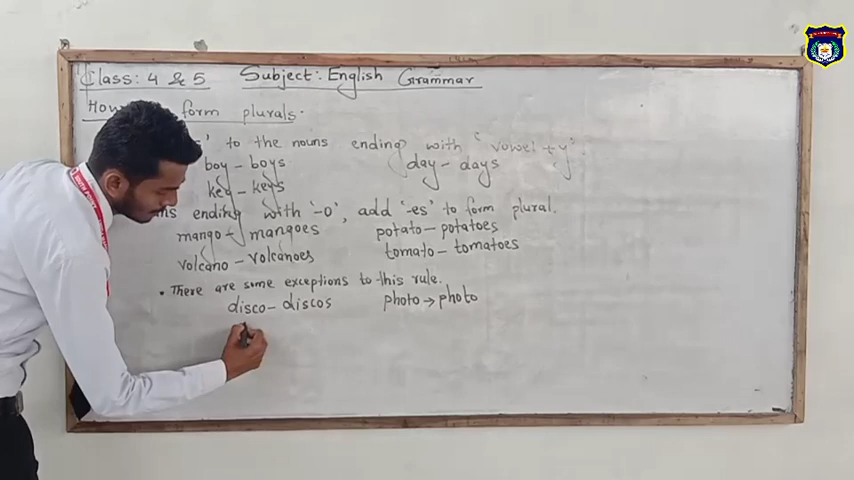 Class: 4 & 5 Subject: English Grammar
form plurals.
' to the nouns ending with 'vowel + y'.
boy - boys day - days
key - keys
ns ending with '-o', add '-es' to form plural.
mango - mangoes potato - potatoes
volcano - volcanoes tomato - tomatoes
• There are some exceptions to this rule.
disco - discos photo → photo